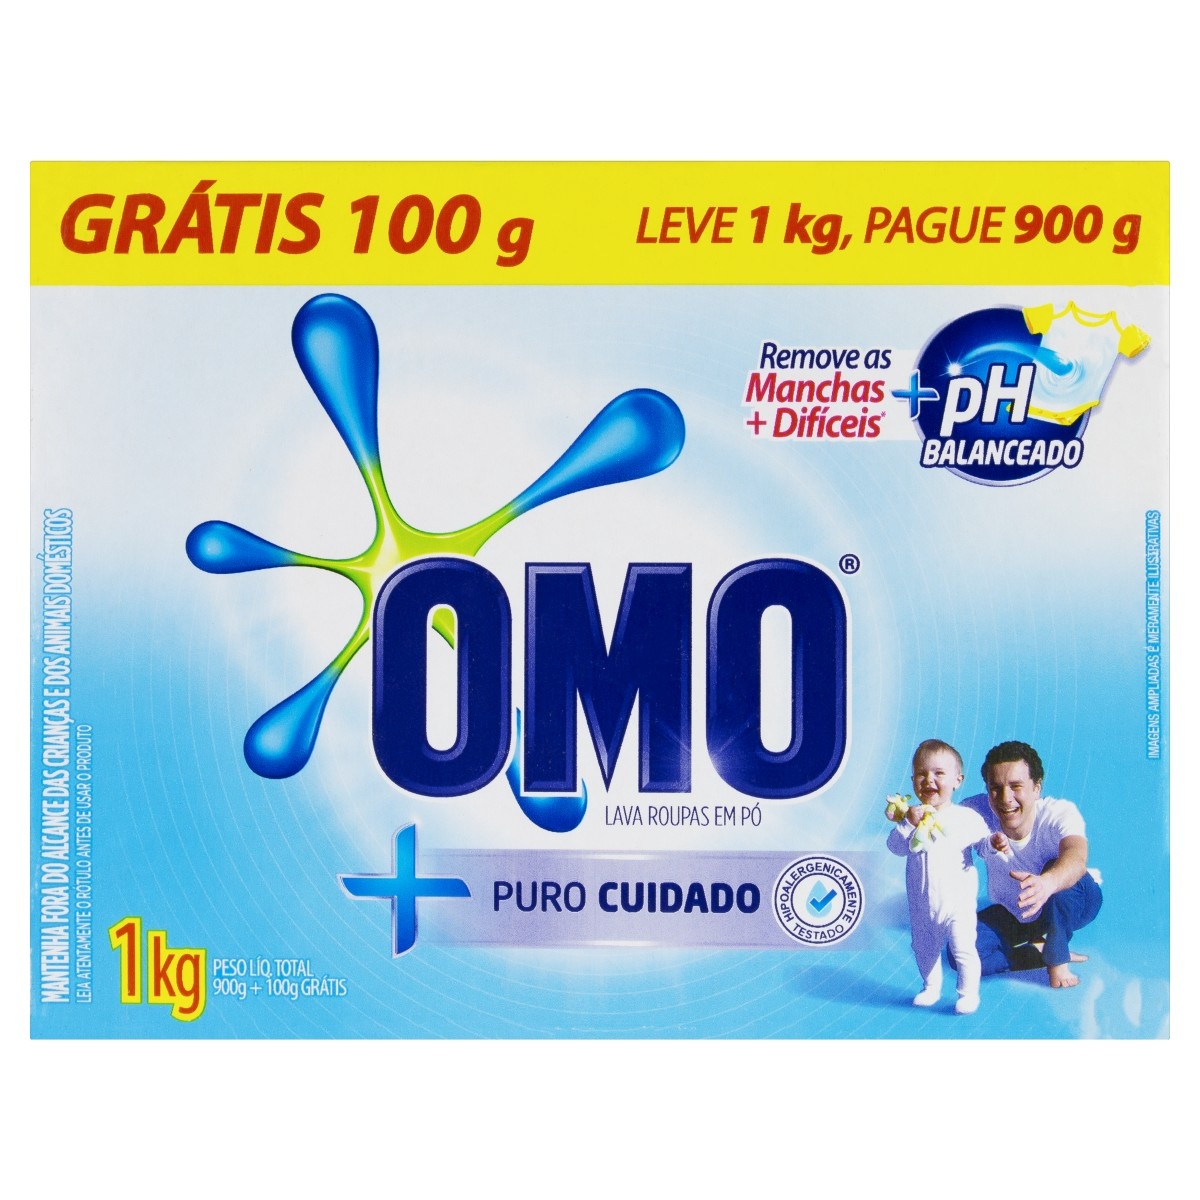 GRÁTIS 100 g
LEVE 1 kg, PAGUE 900 g
Remove as
Manchas
+ Difíceis*
+ pH
BALANCEADO
OMO®
LAVA ROUPAS EM PÓ
+ PURO CUIDADO
HIPOALERGENICAMENTE
TESTADO
1kg
PESO LÍQ. TOTAL
900g + 100g GRÁTIS
MANTENHA FORA DO ALCANCE DAS CRIANÇAS E DOS ANIMAIS DOMÉSTICOS
LEIA ATENTAMENTE O RÓTULO ANTES DE USAR O PRODUTO
IMAGENS AMPLIADAS E MERAMENTE ILUSTRATIVAS